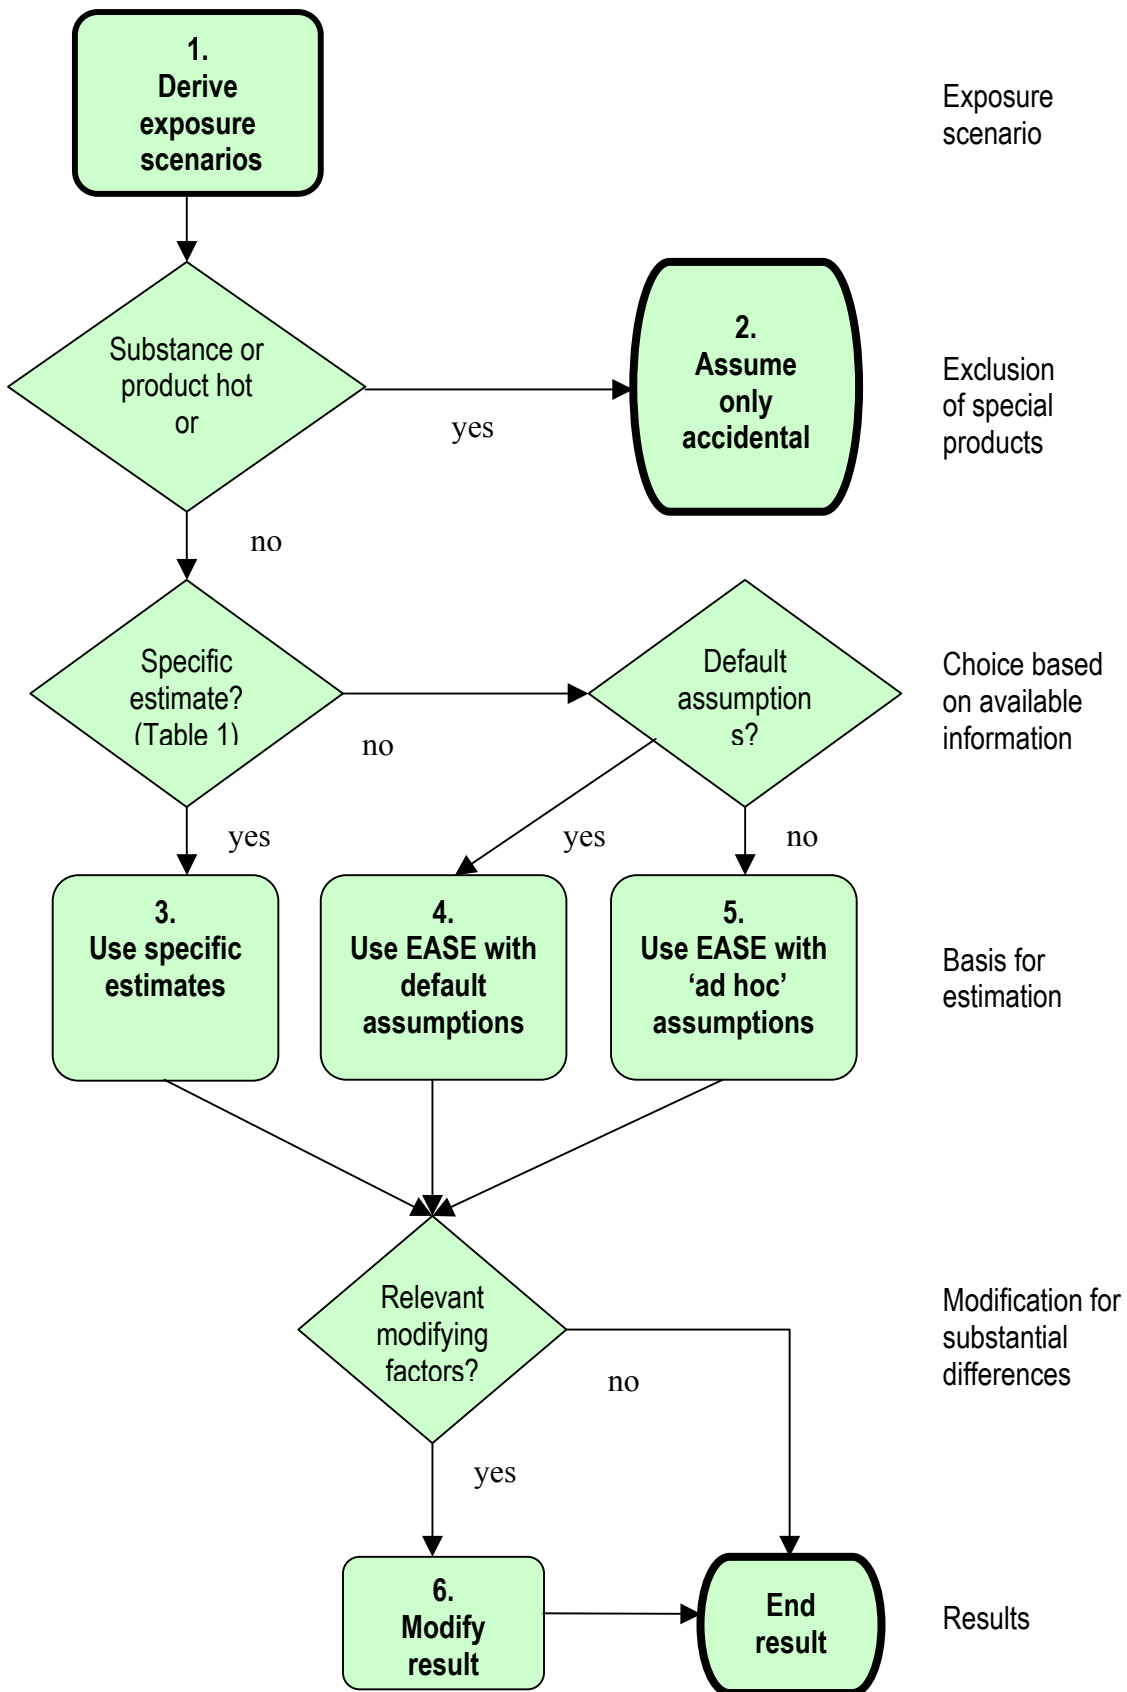 1.
Derive
exposure
scenarios
Exposure
scenario
Substance or
product hot
or
yes
2.
Assume
only
accidental
Exclusion
of special
products
no
Specific
estimate?
(Table 1)
no
Default
assumption
s?
Choice based
on available
information
yes
yes
no
3.
Use specific
estimates
4.
Use EASE with
default
assumptions
5.
Use EASE with
‘ad hoc’
assumptions
Basis for
estimation
Relevant
modifying
factors?
no
Modification for
substantial
differences
yes
6.
Modify
result
End
result
Results